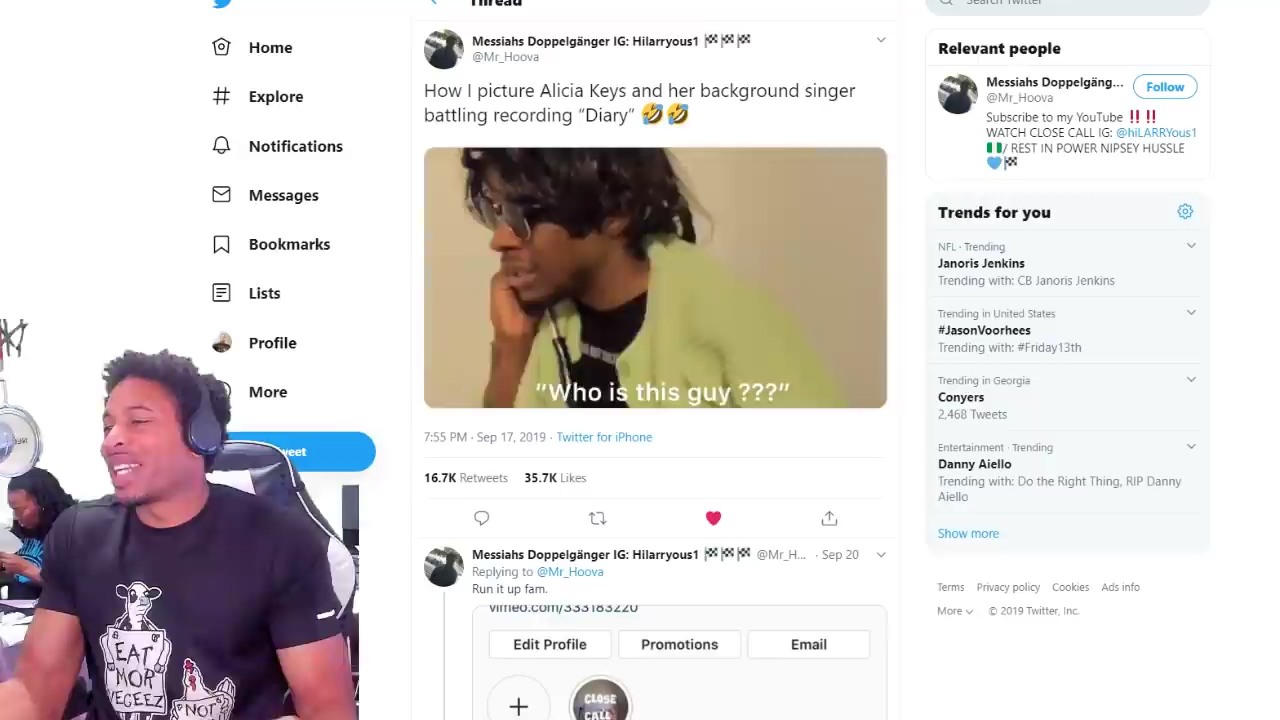 Thread
Search Twitter
Home
Explore
Notifications
Messages
Bookmarks
Lists
Profile
More
weet
Messiahs Doppelgänger IG: Hilarryous1 🏁🏁🏁
@Mr_Hoova
How I picture Alicia Keys and her background singer
battling recording “Diary” 🤣🤣
"Who is this guy ???"
7:55 PM · Sep 17, 2019 · Twitter for iPhone
16.7K Retweets 35.7K Likes
Messiahs Doppelgänger IG: Hilarryous1 🏁🏁🏁 @Mr_H... · Sep 20
Replying to @Mr_Hoova
Run it up fam.
vimeo.com/333183220
Edit Profile
Promotions
Email
CLOSE
CALL
Relevant people
Messiahs Doppelgäng...
Follow
@Mr_Hoova
Subscribe to my YouTube ‼️ ‼️
WATCH CLOSE CALL IG: @hiLARRYous1
🇳🇬/ REST IN POWER NIPSEY HUSSLE
💙🏁
Trends for you
NFL · Trending
Janoris Jenkins
Trending with: CB Janoris Jenkins
Trending in United States
#JasonVoorhees
Trending with: #Friday13th
Trending in Georgia
Conyers
2,468 Tweets
Entertainment · Trending
Danny Aiello
Trending with: Do the Right Thing, RIP Danny
Aiello
Show more
Terms Privacy policy Cookies Ads info
More © 2019 Twitter, Inc.
EAT
MOR
VEGEEZ
NOT